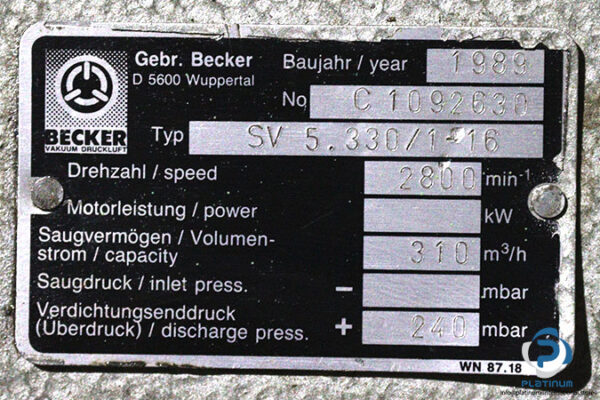 Gebr. Becker
D 5600 Wuppertal
BECKER
VAKUUM DRUCKLUFT
Baujahr / year 1989
No C 1092630
Typ SV 5.330/1-16
Drehzahl / speed 2800 min-1
Motorleistung / power kW
Saugvermögen / Volumen-
strom / capacity 310 m³/h
Saugdruck / inlet press. - mbar
Verdichtungsenddruck
(Überdruck) / discharge press. + 240 mbar
WN 87.18
PLATINUM